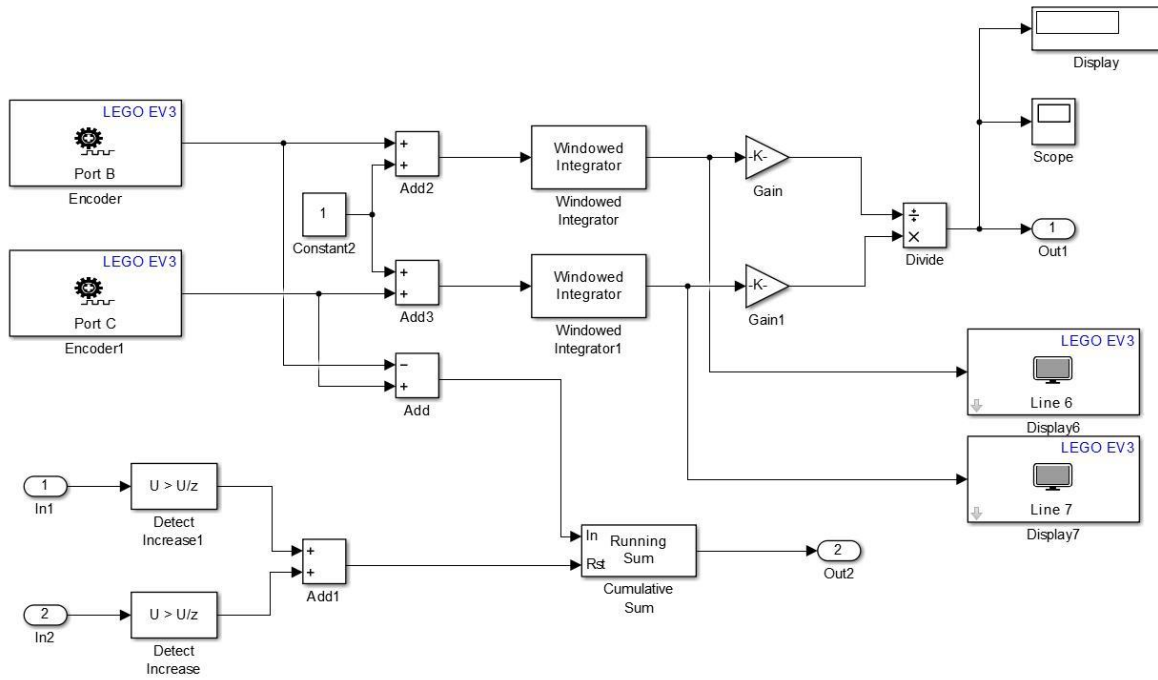 Display
LEGO EV3
Port B
Encoder
+
+
Add2
Windowed
Integrator
Windowed
Integrator
-K-
Gain
Scope
1
Constant2
÷
×
Divide
1
Out1
LEGO EV3
Port C
Encoder1
+
+
Add3
Windowed
Integrator
Windowed
Integrator1
-K-
Gain1
−
+
Add
LEGO EV3
Line 6
Display6
LEGO EV3
Line 7
Display7
1
In1
U > U/z
Detect
Increase1
+
+
Add1
In
Rst
Running
Sum
Cumulative
Sum
2
Out2
2
In2
U > U/z
Detect
Increase